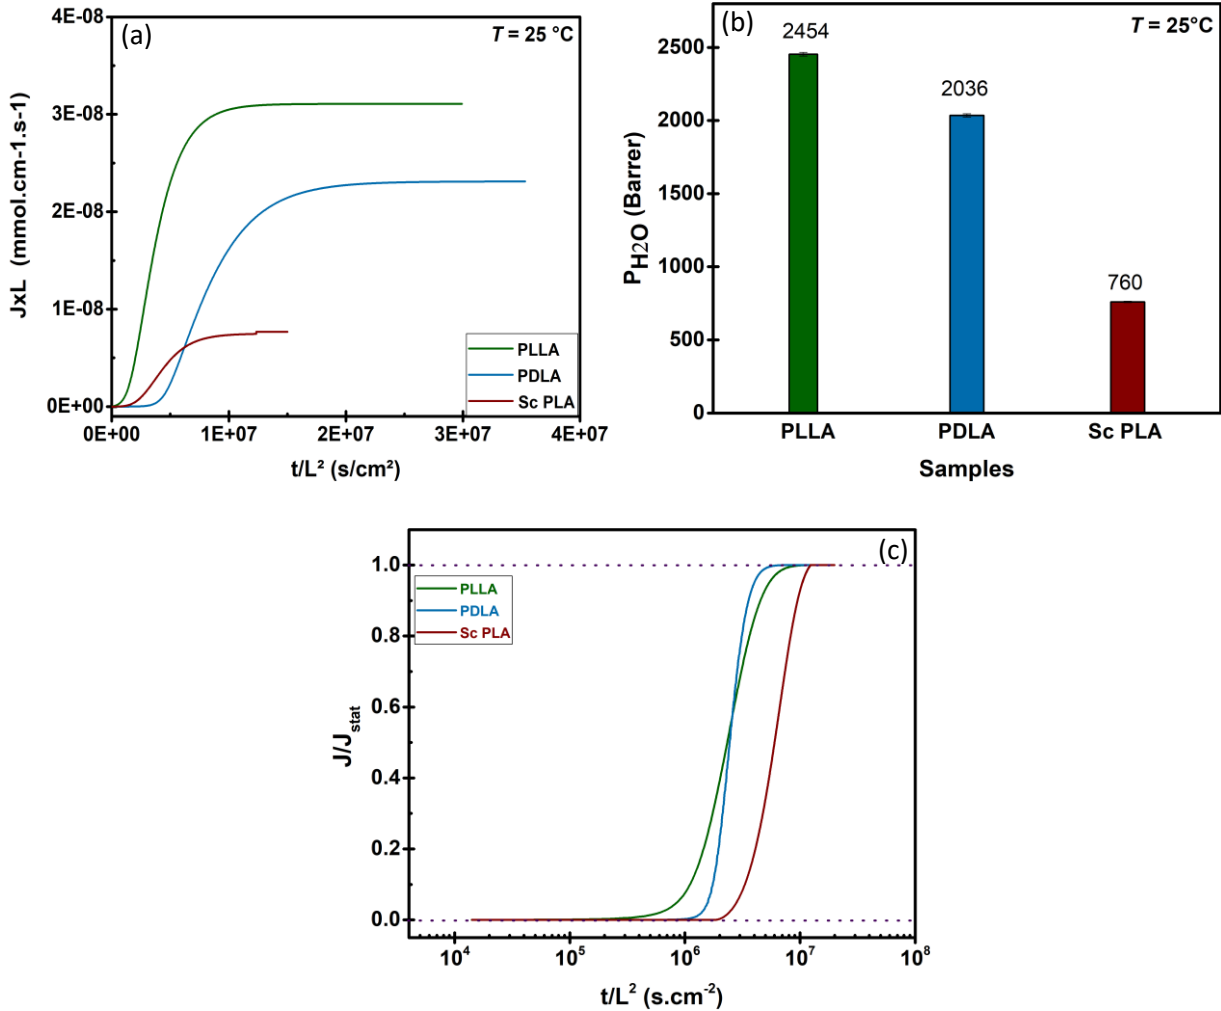 (a)
T = 25 °C
4E-08
3E-08
2E-08
1E-08
0E+00
JxL (mmol.cm-1.s-1)
PLLA
PDLA
Sc PLA
0E+00 1E+07 2E+07 3E+07 4E+07
t/L² (s/cm²)
(b)
T = 25°C
2454
2036
760
2500
2000
1500
1000
500
0
PH2O (Barrer)
PLLA PDLA Sc PLA
Samples
(c)
1.0
0.8
0.6
0.4
0.2
0.0
J/Jstat
PLLA
PDLA
Sc PLA
10⁴ 10⁵ 10⁶ 10⁷ 10⁸
t/L² (s.cm⁻²)